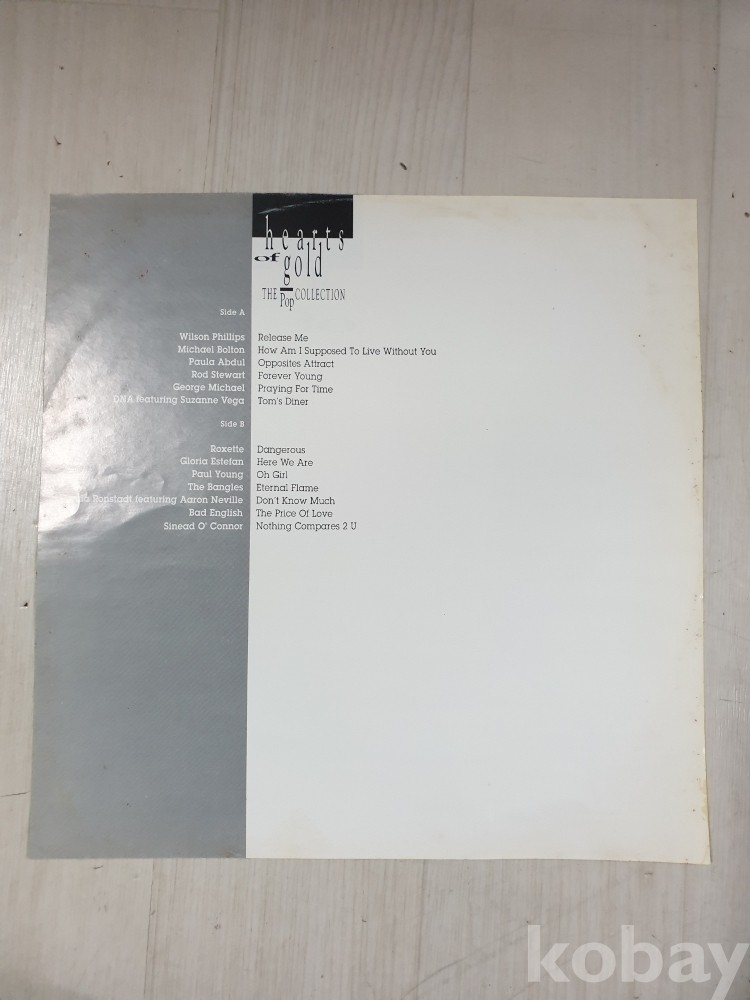 hearts
of
gold
THE Pop COLLECTION
Side A
Wilson Phillips Release Me
Michael Bolton How Am I Supposed To Live Without You
Paula Abdul Opposites Attract
Rod Stewart Forever Young
George Michael Praying For Time
DNA featuring Suzanne Vega Tom's Diner
Side B
Roxette Dangerous
Gloria Estefan Here We Are
Paul Young Oh Girl
The Bangles Eternal Flame
Ronstadt featuring Aaron Neville Don't Know Much
Bad English The Price Of Love
Sinead O' Connor Nothing Compares 2 U
kobay